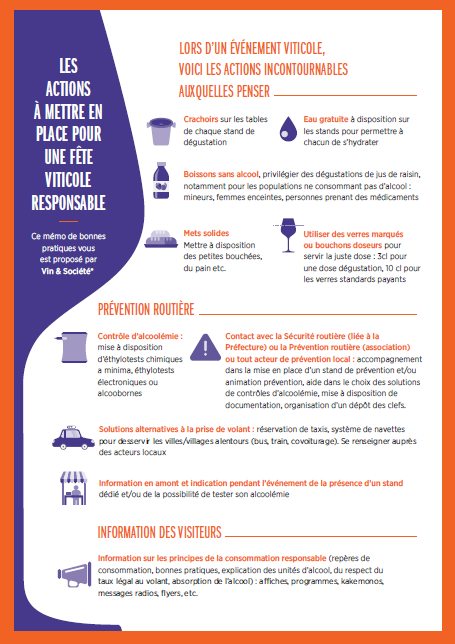 LES
ACTIONS
À METTRE EN
PLACE POUR
UNE FÊTE
VITICOLE
RESPONSABLE
Ce mémo de bonnes
pratiques vous
est proposé par
Vin & Société*
LORS D'UN ÉVÉNEMENT VITICOLE,
VOICI LES ACTIONS INCONTOURNABLES
AUXQUELLES PENSER
Crachoirs sur les tables
de chaque stand de
dégustation
Eau gratuite à disposition sur
les stands pour permettre à
chacun de s'hydrater
Boissons sans alcool, privilégier des dégustations de jus de raisin,
notamment pour les populations ne consommant pas d'alcool :
mineurs, femmes enceintes, personnes prenant des médicaments
Mets solides
Mettre à disposition
des petites bouchées,
du pain etc.
Utiliser des verres marqués
ou bouchons doseurs pour
servir la juste dose : 3cl pour
une dose dégustation, 10 cl pour
les verres standards payants
PRÉVENTION ROUTIÈRE
Contrôle d'alcoolémie :
mise à disposition
d'éthylotests chimiques
a minima, éthylotests
électroniques ou
alcoobornes
Contact avec la Sécurité routière (liée à la
Préfecture) ou la Prévention routière (association)
ou tout acteur de prévention local : accompagnement
dans la mise en place d'un stand de prévention et/ou
animation prévention, aide dans le choix des solutions
de contrôles d'alcoolémie, mise à disposition de
documentation, organisation d'un dépôt des clefs.
Solutions alternatives à la prise de volant : réservation de taxis, système de navettes
pour desservir les villes/villages alentours (bus, train, covoiturage). Se renseigner auprès
des acteurs locaux
Information en amont et indication pendant l'événement de la présence d'un stand
dédié et/ou de la possibilité de tester son alcoolémie
INFORMATION DES VISITEURS
Information sur les principes de la consommation responsable (repères de
consommation, bonnes pratiques, explication des unités d'alcool, du respect du
taux légal au volant, absorption de l'alcool) : affiches, programmes, kakemonos,
messages radios, flyers, etc.